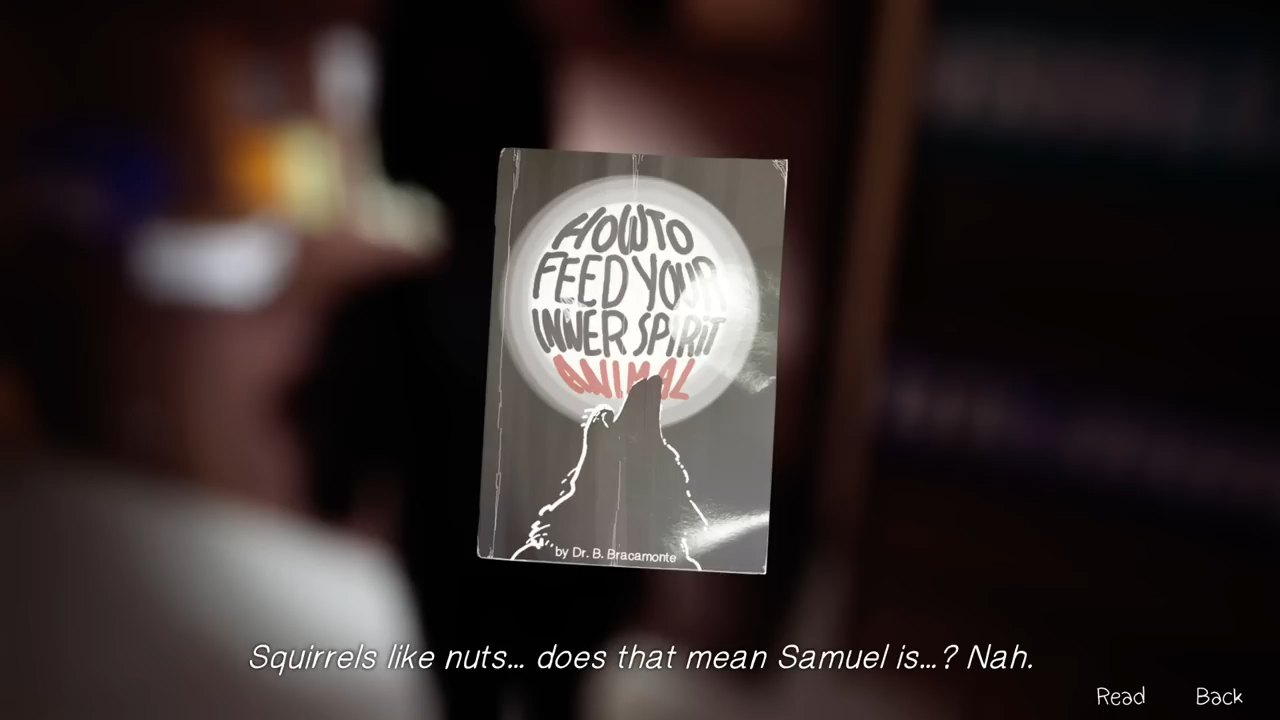 HOW TO
FEED YOUR
INNER SPIRIT
ANIMAL
by Dr. B. Bracamonte
Squirrels like nuts... does that mean Samuel is...? Nah.
Read Back